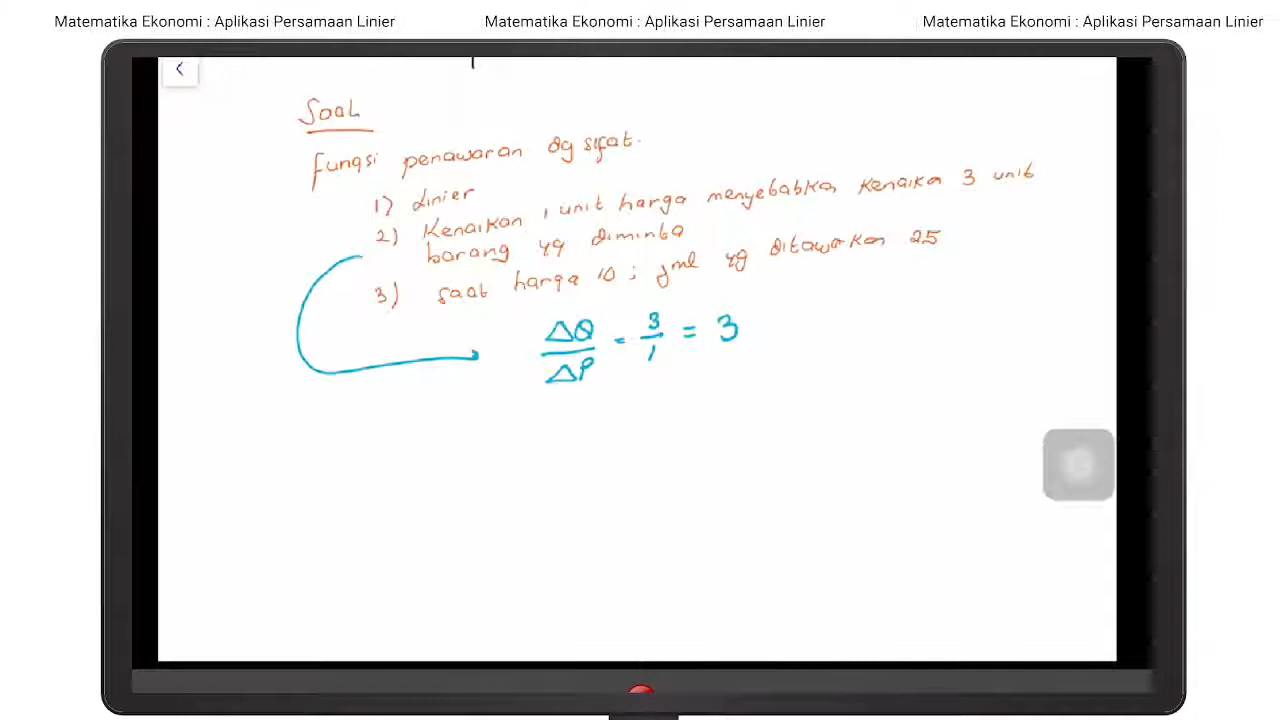 Matematika Ekonomi : Aplikasi Persamaan Linier Matematika Ekonomi : Aplikasi Persamaan Linier Matematika Ekonomi : Aplikasi Persamaan Linier
Soal
fungsi penawaran dg sifat.
1) Linier
2) Kenaikan 1 unit harga menyebabka kenaika 3 unit
barang yg diminta
3) saat harga 10 ; jml yg ditawarkan 25
ΔQ/ΔP = 3/1 = 3